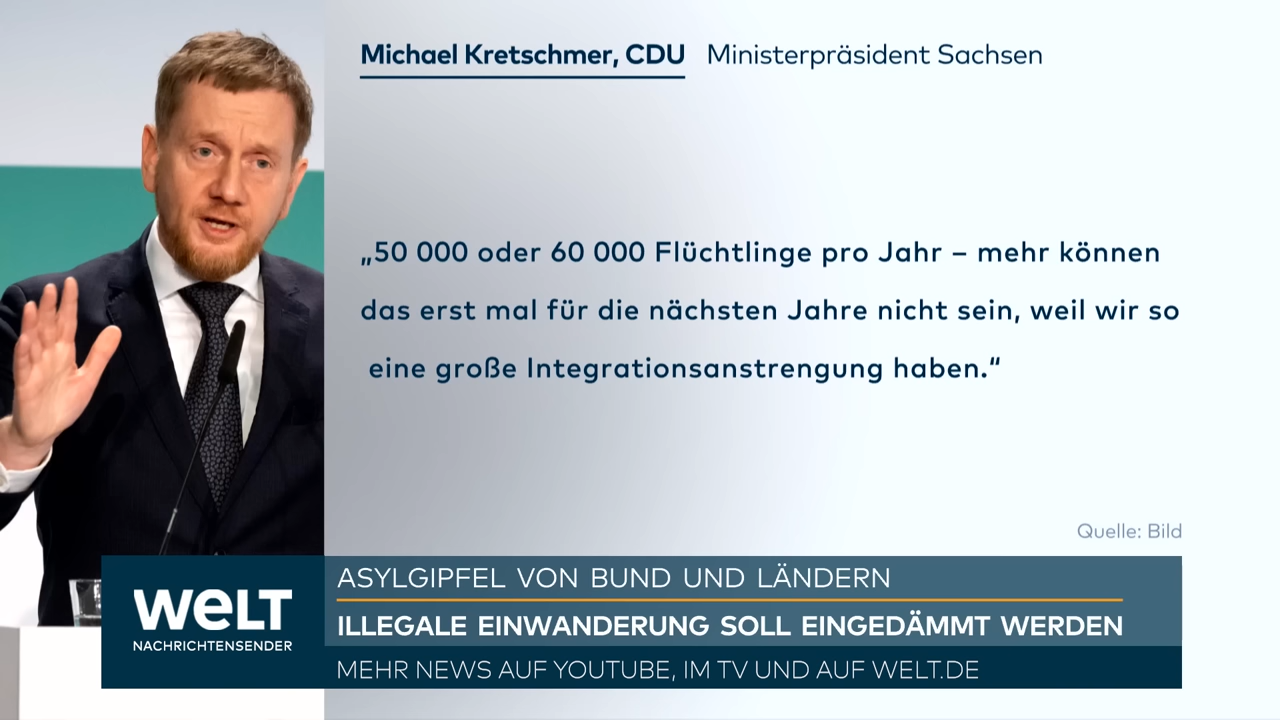 Michael Kretschmer, CDU Ministerpräsident Sachsen
„50 000 oder 60 000 Flüchtlinge pro Jahr – mehr können
das erst mal für die nächsten Jahre nicht sein, weil wir so
eine große Integrationsanstrengung haben.“
Quelle: Bild
welt
NACHRICHTENSENDER
ASYLGIPFEL VON BUND UND LÄNDERN
ILLEGALE EINWANDERUNG SOLL EINGEDÄMMT WERDEN
MEHR NEWS AUF YOUTUBE, IM TV UND AUF WELT.DE